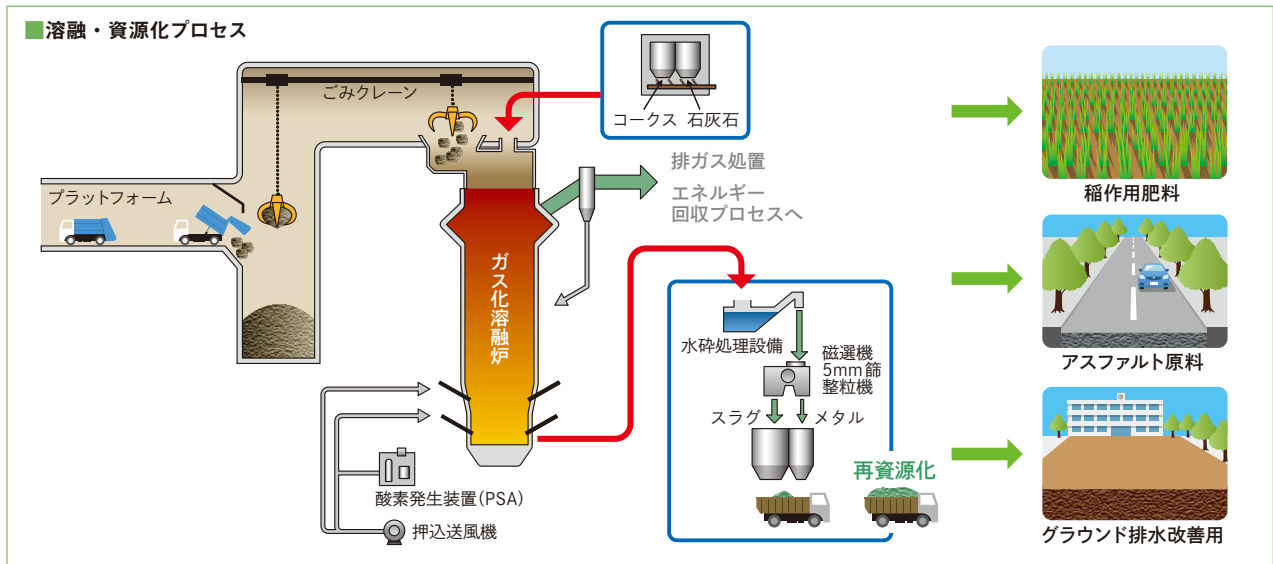 ■溶融・資源化プロセス
ごみクレーン
コークス 石灰石
プラットフォーム
排ガス処置
エネルギー
回収プロセスへ
ガス化溶融炉
水砕処理設備
磁選機
5mm篩
整粒機
スラグ
メタル
再資源化
酸素発生装置(PSA)
押込送風機
稲作用肥料
アスファルト原料
グラウンド排水改善用